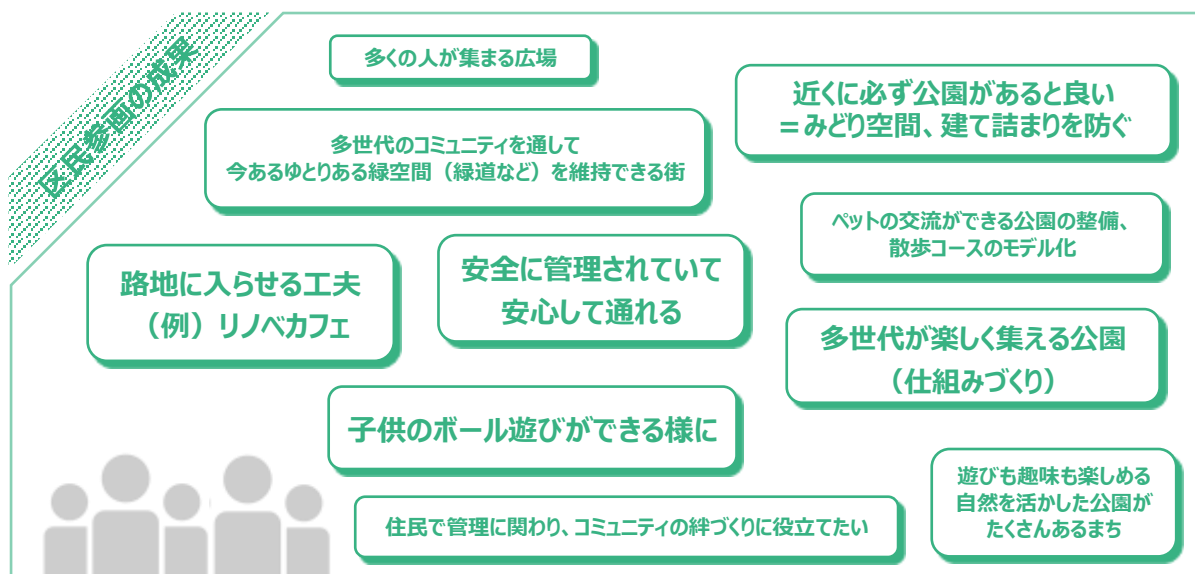 区民参画の成果
多くの人が集まる広場
近くに必ず公園があると良い
＝みどり空間、建て詰まりを防ぐ
多世代のコミュニティを通して
今あるゆとりある緑空間（緑道など）を維持できる街
ペットの交流ができる公園の整備、
散歩コースのモデル化
路地に入らせる工夫
（例）リノベカフェ
安全に管理されていて
安心して通れる
多世代が楽しく集える公園
（仕組みづくり）
子供のボール遊びができる様に
遊びも趣味も楽しめる
自然を活かした公園が
たくさんあるまち
住民で管理に関わり、コミュニティの絆づくりに役立てたい